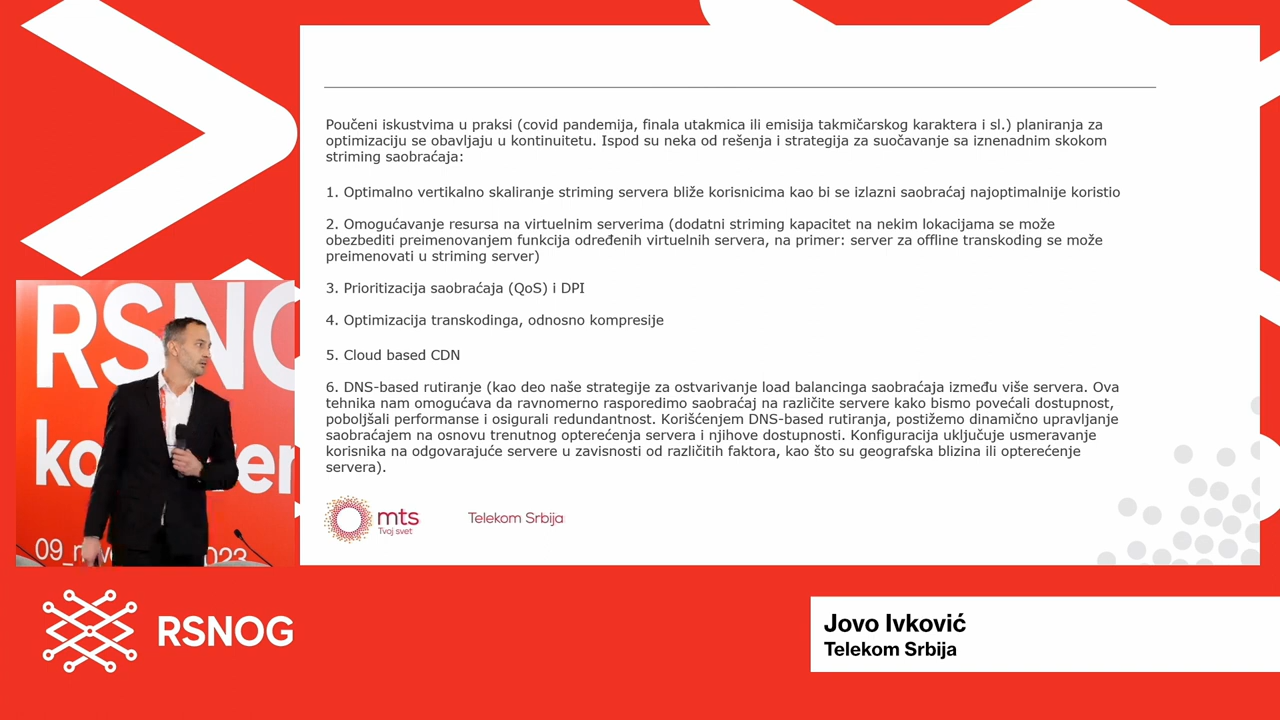 Poučeni iskustvima u praksi (covid pandemija, finala utakmica ili emisija takmičarskog karaktera i sl.) planiranja za
optimizaciju se obavljaju u kontinuitetu. Ispod su neka od rešenja i strategija za suočavanje sa iznenadnim skokom
striming saobraćaja:
1. Optimalno vertikalno skaliranje striming servera bliže korisnicima kao bi se izlazni saobraćaj najoptimalnije koristio
2. Omogućavanje resursa na virtuelnim serverima (dodatni striming kapacitet na nekim lokacijama se može
obezbediti preimenovanjem funkcija određenih virtuelnih servera, na primer: server za offline transkoding se može
preimenovati u striming server)
3. Prioritizacija saobraćaja (QoS) i DPI
4. Optimizacija transkodinga, odnosno kompresije
5. Cloud based CDN
6. DNS-based rutiranje (kao deo naše strategije za ostvarivanje load balancinga saobraćaja između više servera. Ova
tehnika nam omogućava da ravnomerno rasporedimo saobraćaj na različite servere kako bismo povećali dostupnost,
poboljšali performanse i osigurali redundantnost. Korišćenjem DNS-based rutiranja, postižemo dinamično upravljanje
saobraćajem na osnovu trenutnog opterećenja servera i njihove dostupnosti. Konfiguracija uključuje usmeravanje
korisnika na odgovarajuće servere u zavisnosti od različitih faktora, kao što su geografska blizina ili opterećenje
servera).
mts
Tvoj svet
Telekom Srbija
RSNO
09_
023
RSNOG
Jovo Ivković
Telekom Srbija